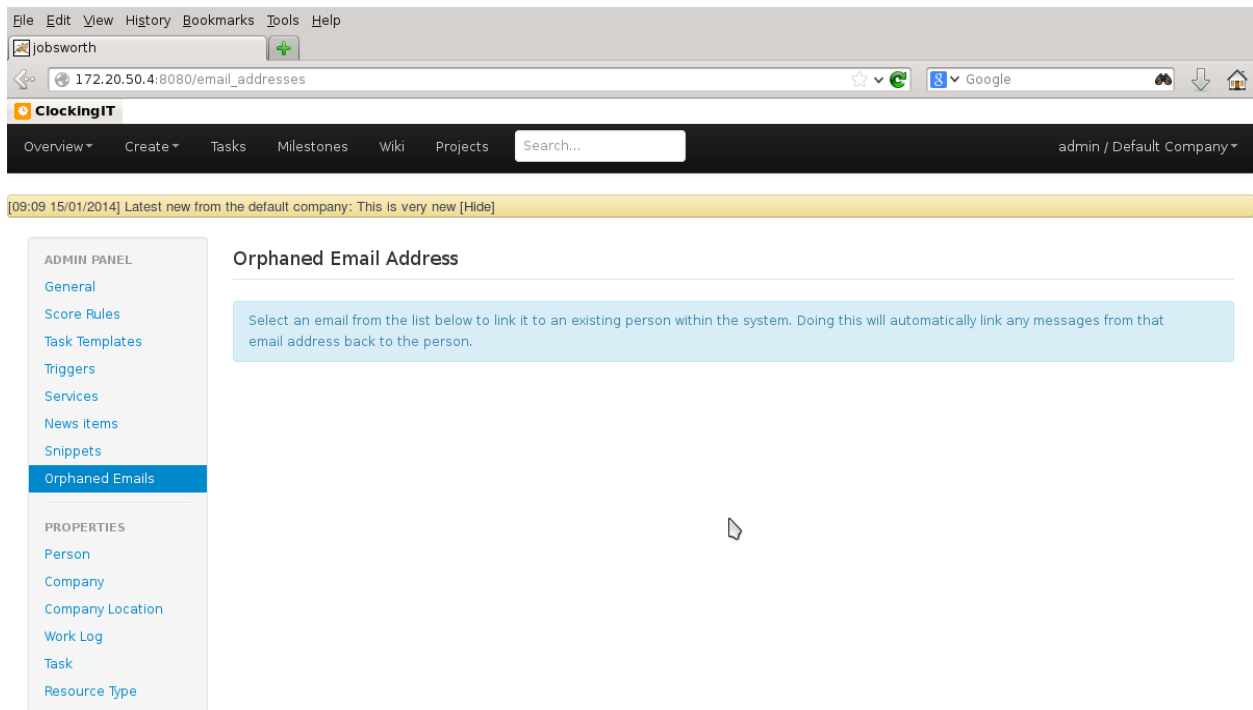 File Edit View History Bookmarks Tools Help
jobsworth
172.20.50.4:8080/email_addresses
Google
ClockingIT
Overview Create Tasks Milestones Wiki Projects Search... admin / Default Company
[09:09 15/01/2014] Latest new from the default company: This is very new [Hide]
ADMIN PANEL
General
Score Rules
Task Templates
Triggers
Services
News items
Snippets
Orphaned Emails
PROPERTIES
Person
Company
Company Location
Work Log
Task
Resource Type
Orphaned Email Address
Select an email from the list below to link it to an existing person within the system. Doing this will automatically link any messages from that
email address back to the person.